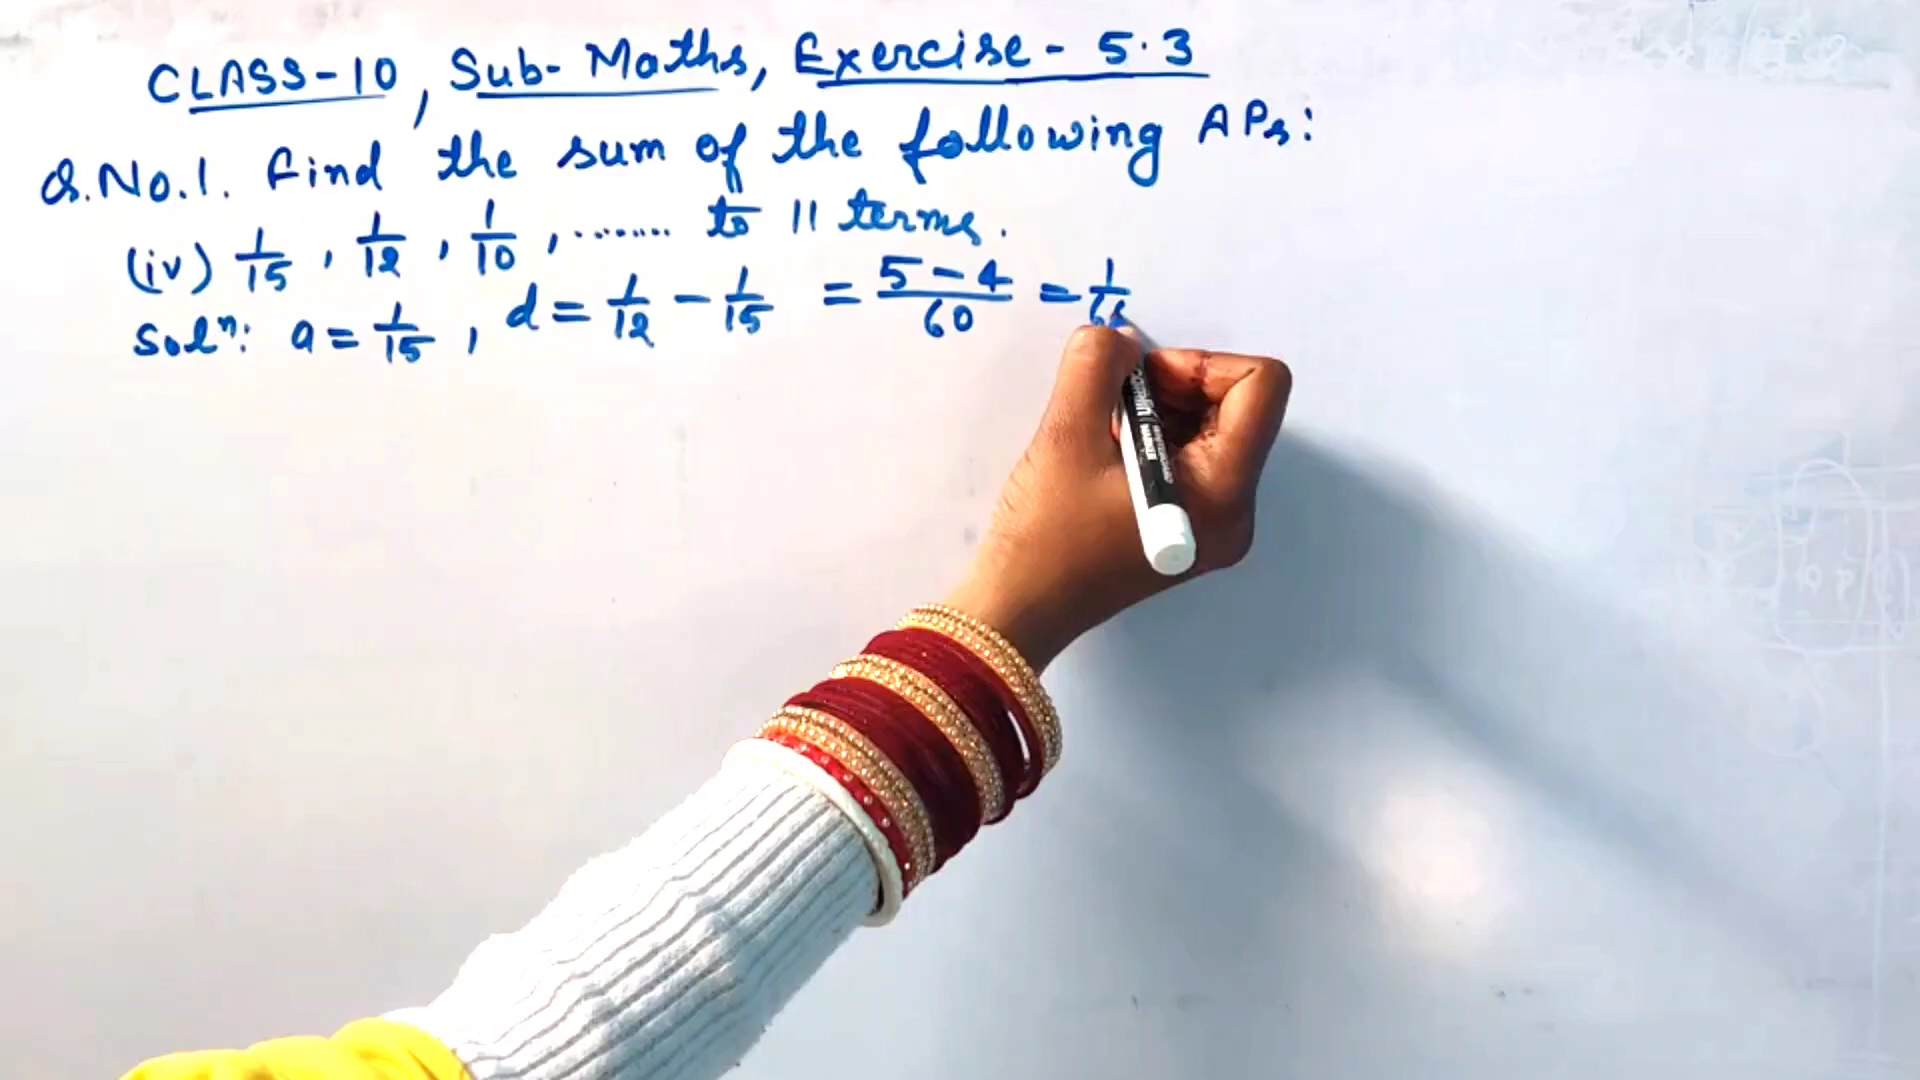 CLASS-10, Sub- Maths, Exercise - 5.3
Q.No.1. Find the sum of the following APs:
(iv) 1/15, 1/12, 1/10, ........ to 11 terms.
Solⁿ: a = 1/15, d = 1/12 - 1/15 = 5-4/60 = 1/60